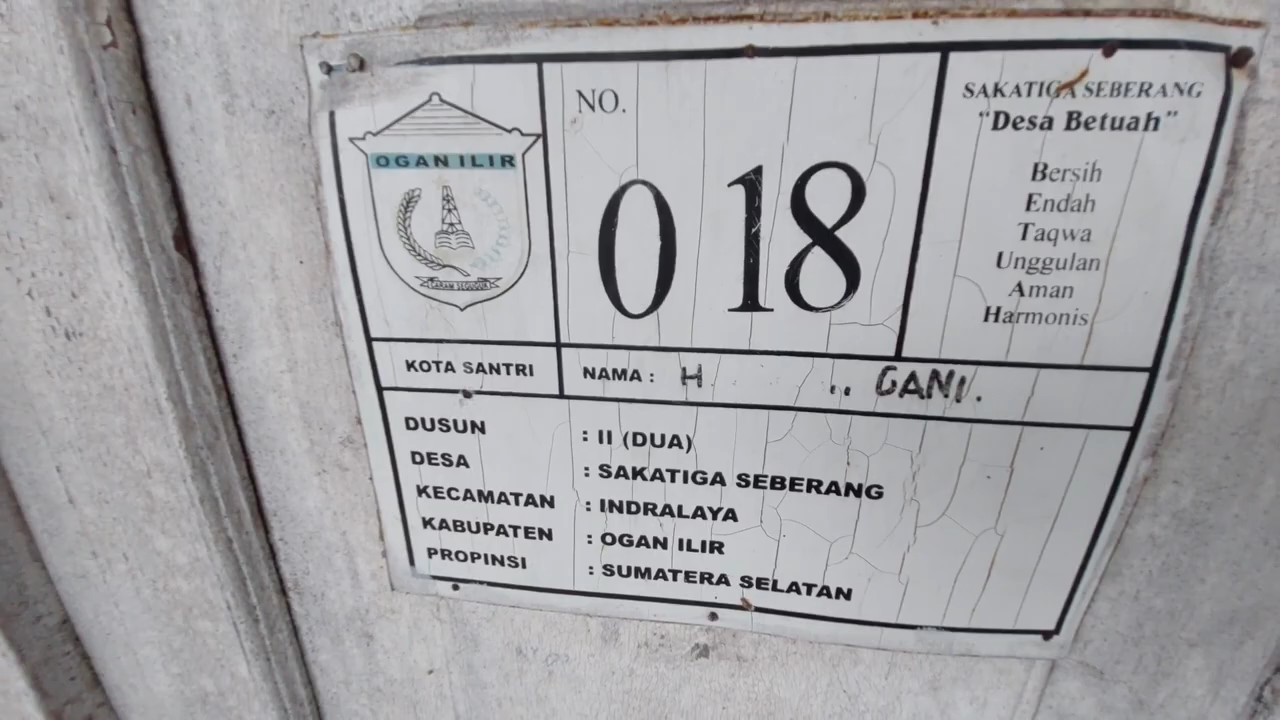 OGAN ILIR
NO.
018
SAKATIGA SEBERANG
"Desa Betuah"
Bersih
Endah
Taqwa
Unggulan
Aman
Harmonis
KOTA SANTRI
NAMA : H .. GANI.
DUSUN : II (DUA)
DESA : SAKATIGA SEBERANG
KECAMATAN : INDRALAYA
KABUPATEN : OGAN ILIR
PROPINSI : SUMATERA SELATAN